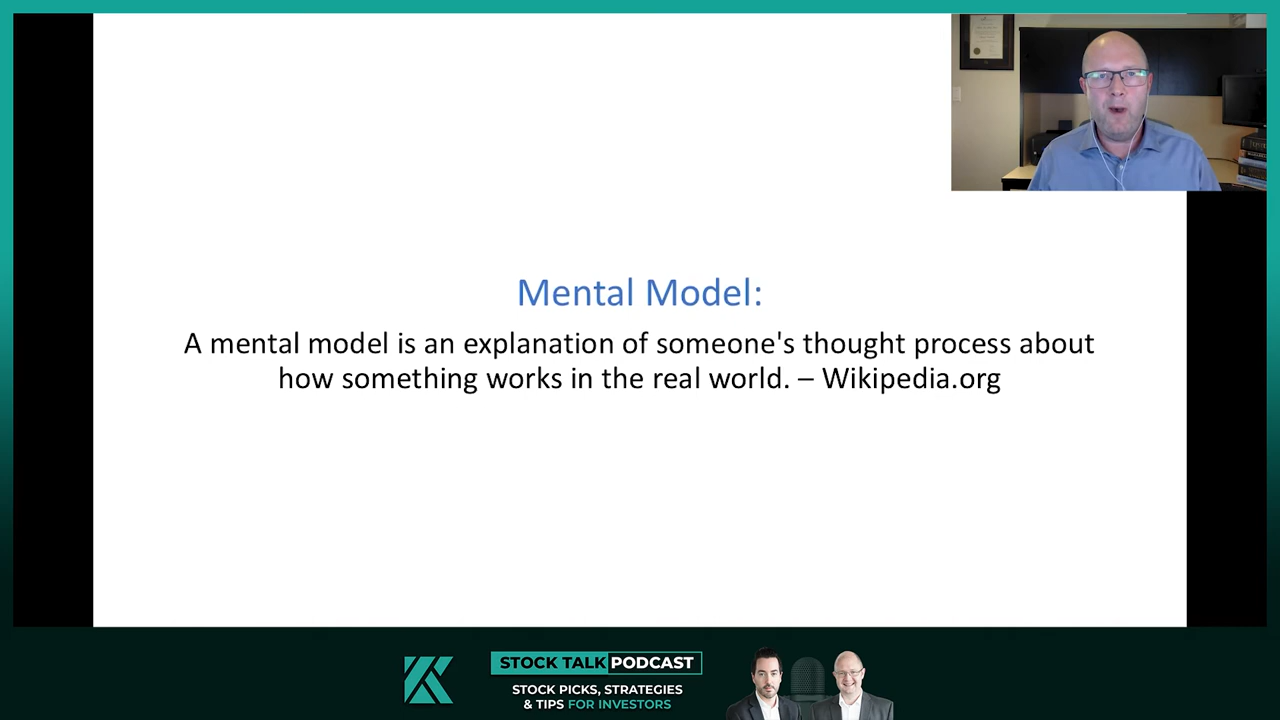 Mental Model:
A mental model is an explanation of someone's thought process about
how something works in the real world. – Wikipedia.org
STOCK TALK PODCAST
STOCK PICKS, STRATEGIES
& TIPS FOR INVESTORS